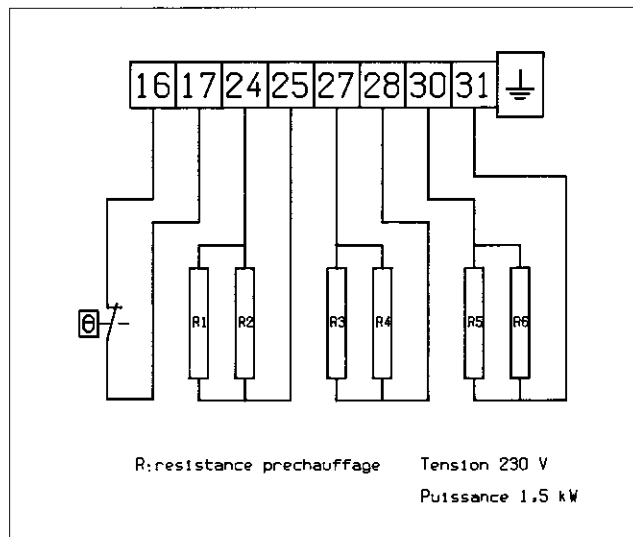 16 17 24 25 27 28 30 31
R1 R2 R3 R4 R5 R6
θ
R:resistance prechauffage Tension 230 V
Puissance 1,5 kW